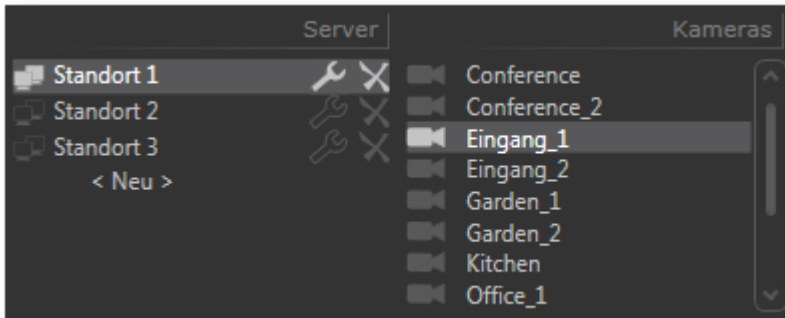 Server
Standort 1
Standort 2
Standort 3
< Neu >
Kameras
Conference
Conference_2
Eingang_1
Eingang_2
Garden_1
Garden_2
Kitchen
Office_1